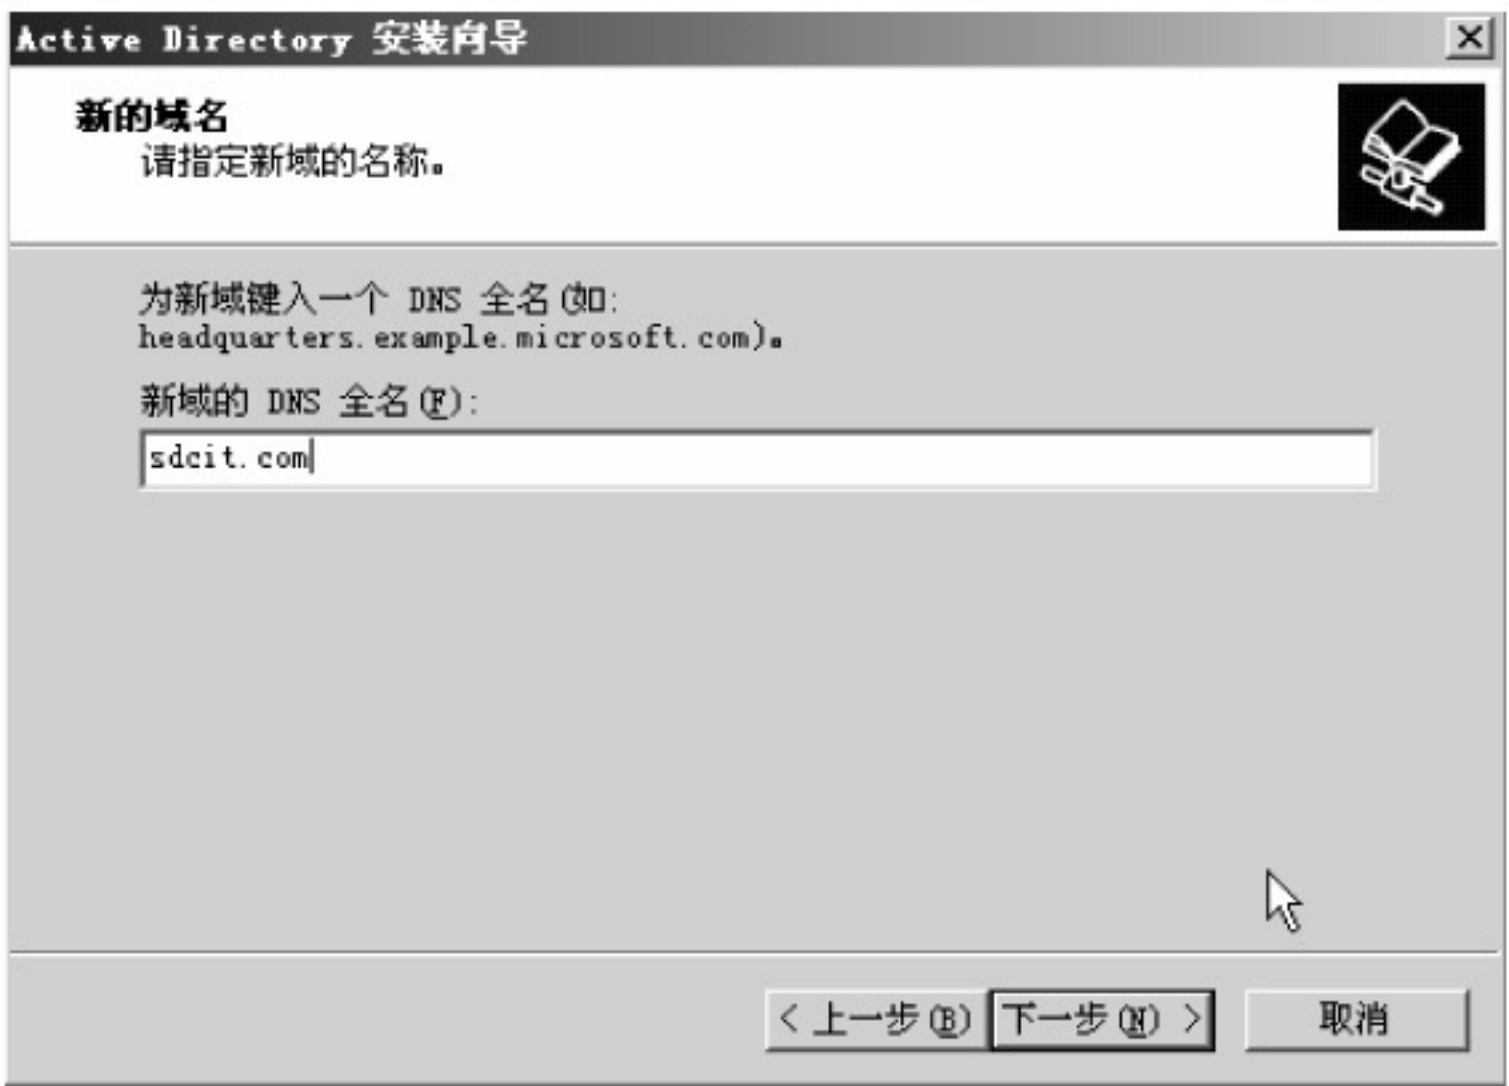 Active Directory 安装向导
新的域名
请指定新域的名称。
为新域键入一个 DNS 全名(如:
headquarters.example.microsoft.com)。
新域的 DNS 全名(F):
sdcit.com
< 上一步(B) 下一步(N) > 取消